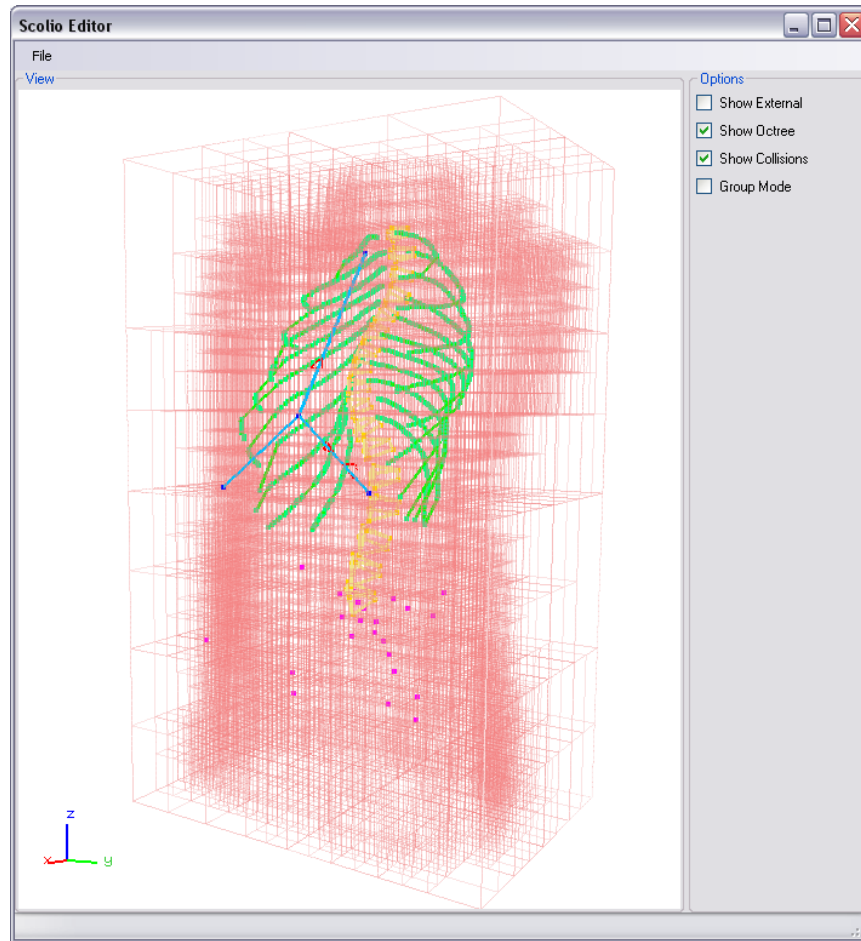 Scolio Editor
File
View
Options
Show External
Show Octree
Show Collisions
Group Mode
z
x
y